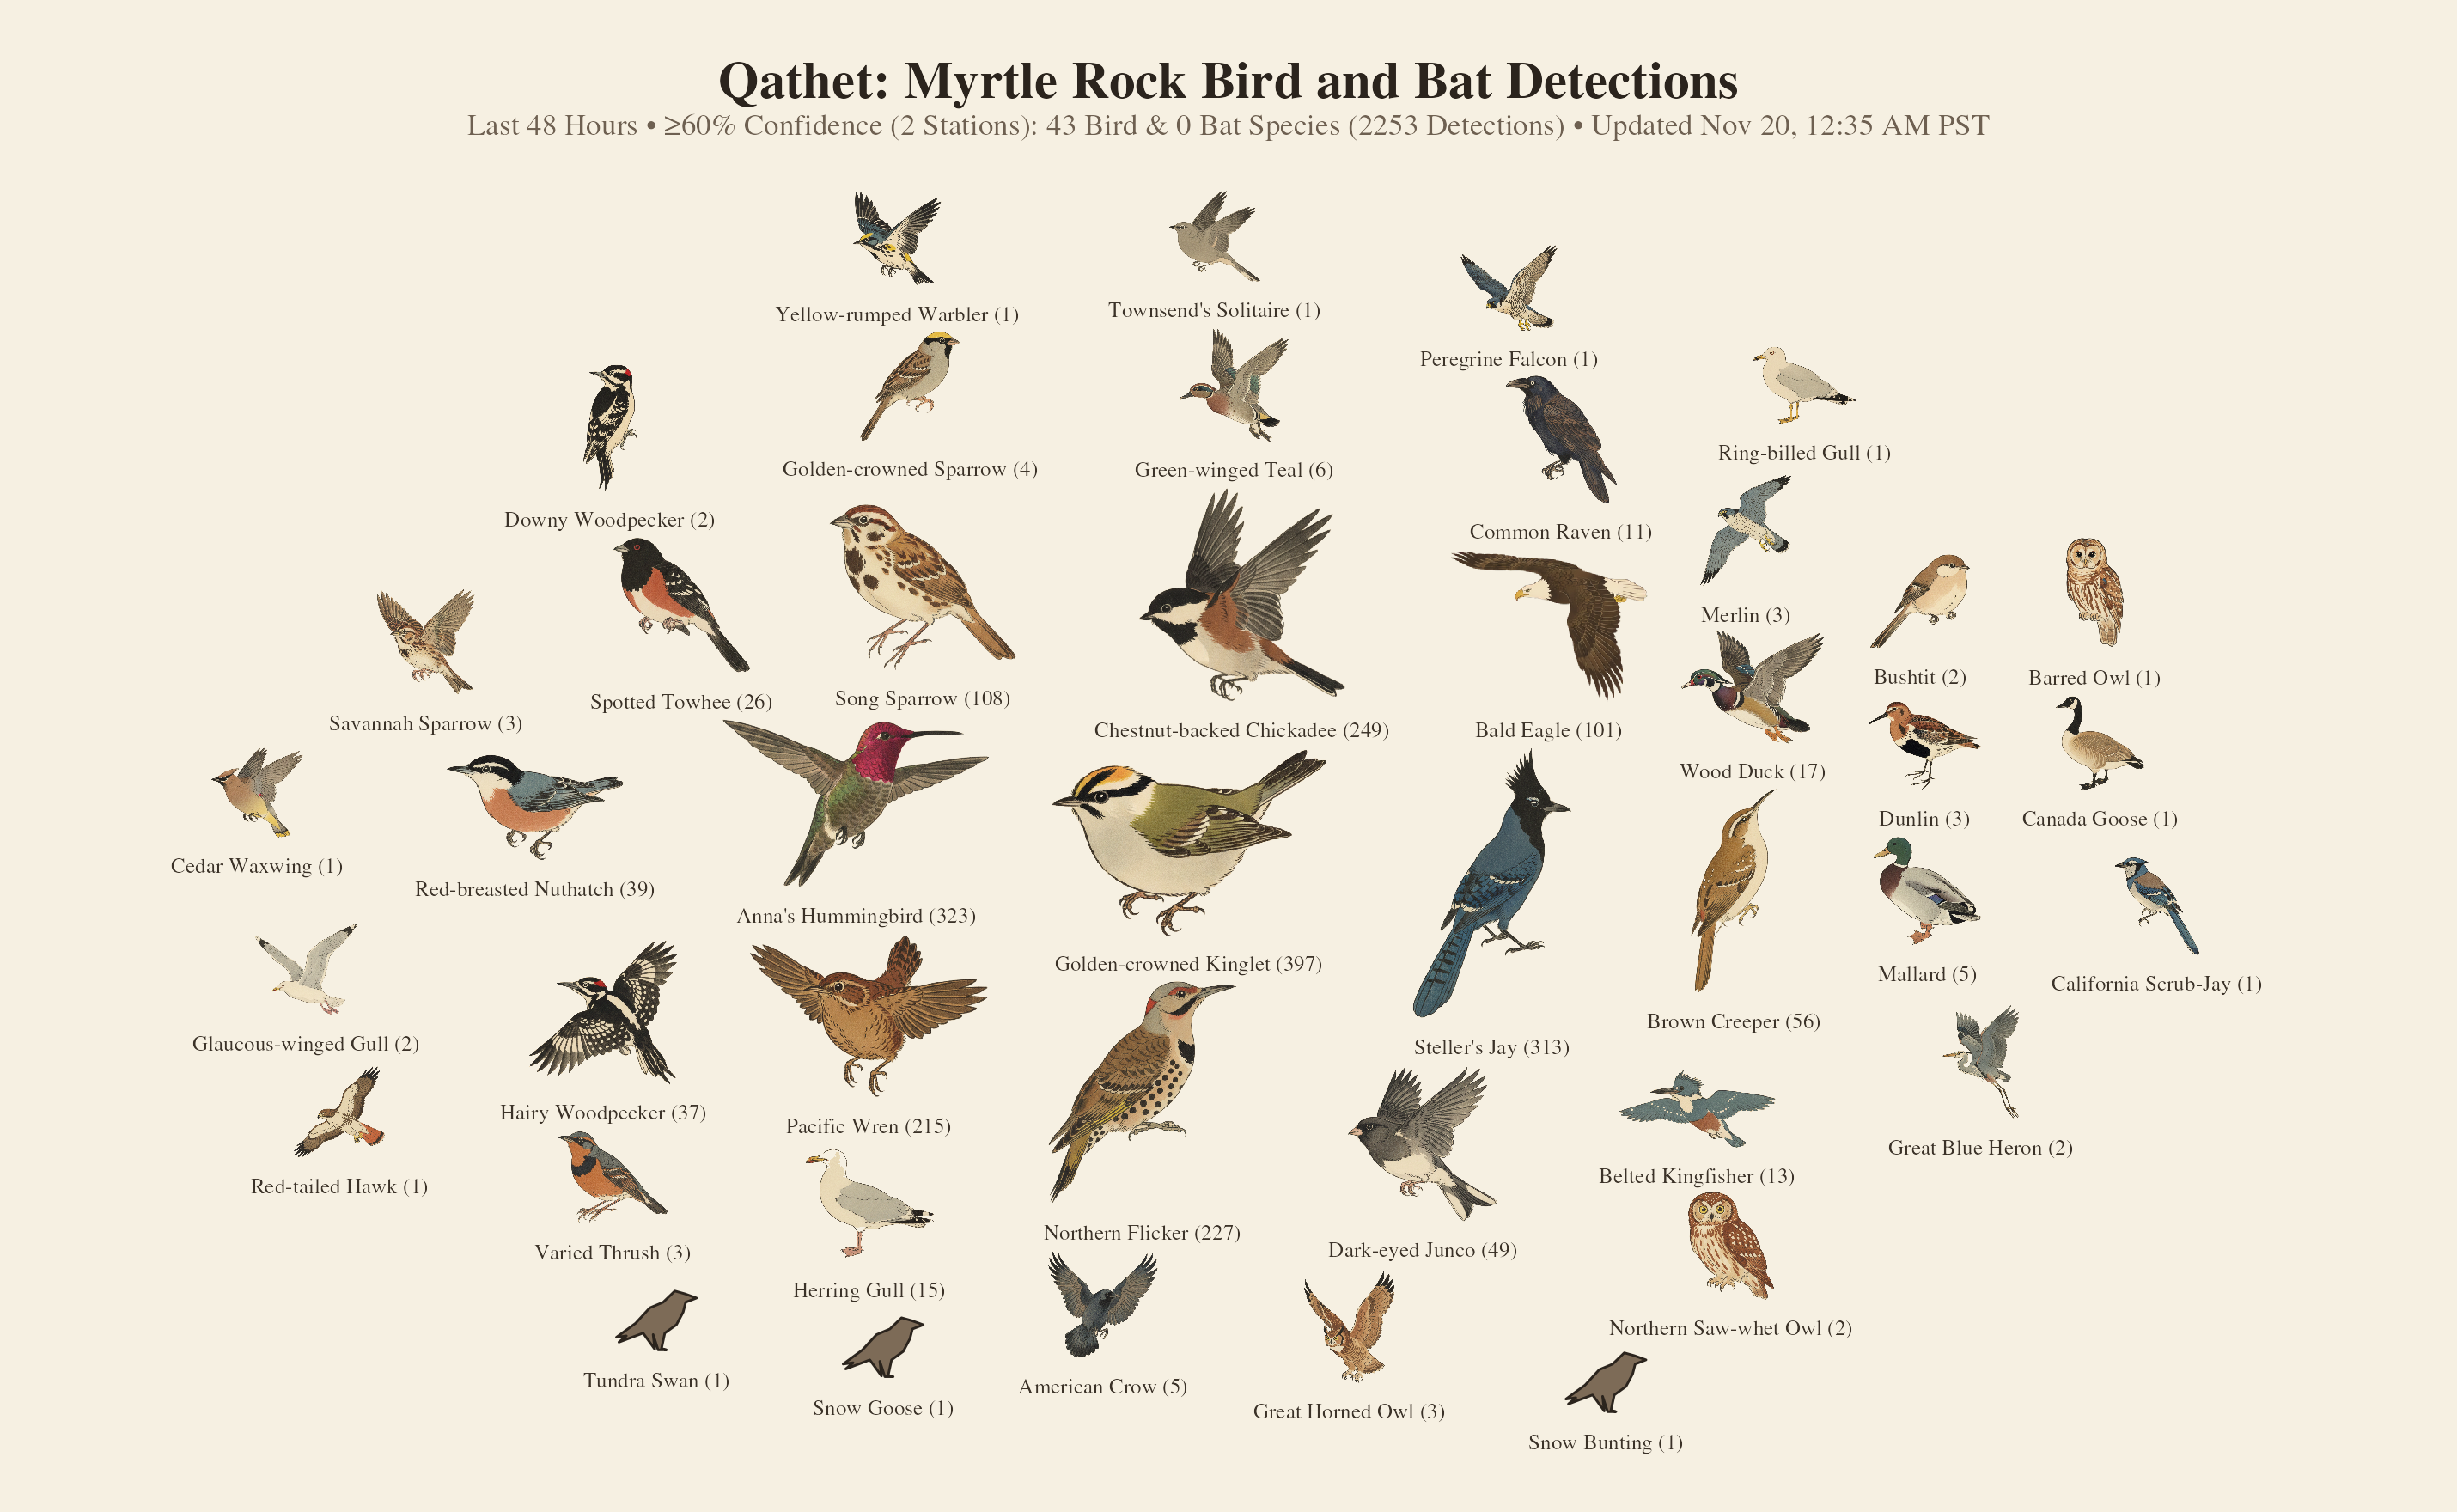 Qathet: Myrtle Rock Bird and Bat Detections
Last 48 Hours • ≥60% Confidence (2 Stations): 43 Bird & 0 Bat Species (2253 Detections) • Updated Nov 20, 12:35 AM PST
Yellow-rumped Warbler (1)
Townsend's Solitaire (1)
Peregrine Falcon (1)
Ring-billed Gull (1)
Golden-crowned Sparrow (4)
Green-winged Teal (6)
Downy Woodpecker (2)
Common Raven (11)
Merlin (3)
Bushtit (2)
Barred Owl (1)
Spotted Towhee (26)
Song Sparrow (108)
Savannah Sparrow (3)
Chestnut-backed Chickadee (249)
Bald Eagle (101)
Wood Duck (17)
Dunlin (3)
Canada Goose (1)
Cedar Waxwing (1)
Red-breasted Nuthatch (39)
Anna's Hummingbird (323)
Golden-crowned Kinglet (397)
Mallard (5)
California Scrub-Jay (1)
Brown Creeper (56)
Glaucous-winged Gull (2)
Steller's Jay (313)
Hairy Woodpecker (37)
Pacific Wren (215)
Great Blue Heron (2)
Belted Kingfisher (13)
Red-tailed Hawk (1)
Northern Flicker (227)
Dark-eyed Junco (49)
Varied Thrush (3)
Herring Gull (15)
Northern Saw-whet Owl (2)
Tundra Swan (1)
Snow Goose (1)
American Crow (5)
Great Horned Owl (3)
Snow Bunting (1)